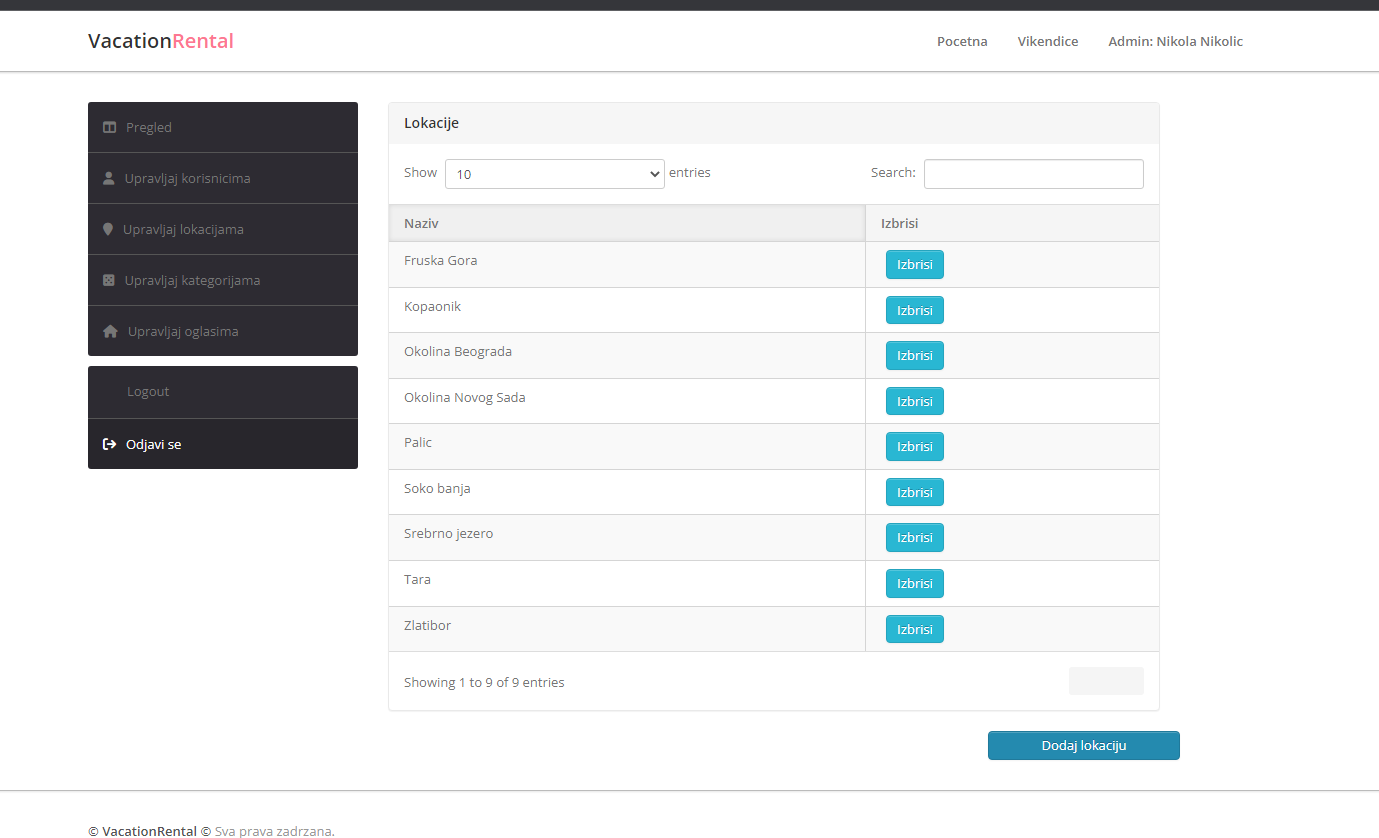 VacationRental
Pocetna Vikendice Admin: Nikola Nikolic
Pregled
Upravljaj korisnicima
Upravljaj lokacijama
Upravljaj kategorijama
Upravljaj oglasima
Logout
Odjavi se
Lokacije
Show 10 entries Search:
Naziv Izbrisi
Fruska Gora Izbrisi
Kopaonik Izbrisi
Okolina Beograda Izbrisi
Okolina Novog Sada Izbrisi
Palic Izbrisi
Soko banja Izbrisi
Srebrno jezero Izbrisi
Tara Izbrisi
Zlatibor Izbrisi
Showing 1 to 9 of 9 entries
Dodaj lokaciju
© VacationRental © Sva prava zadrzana.